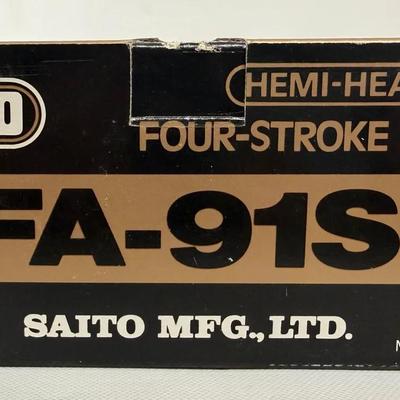 HEMI-HEA
O
FOUR-STROKE
FA-91S
SAITO MFG., LTD.